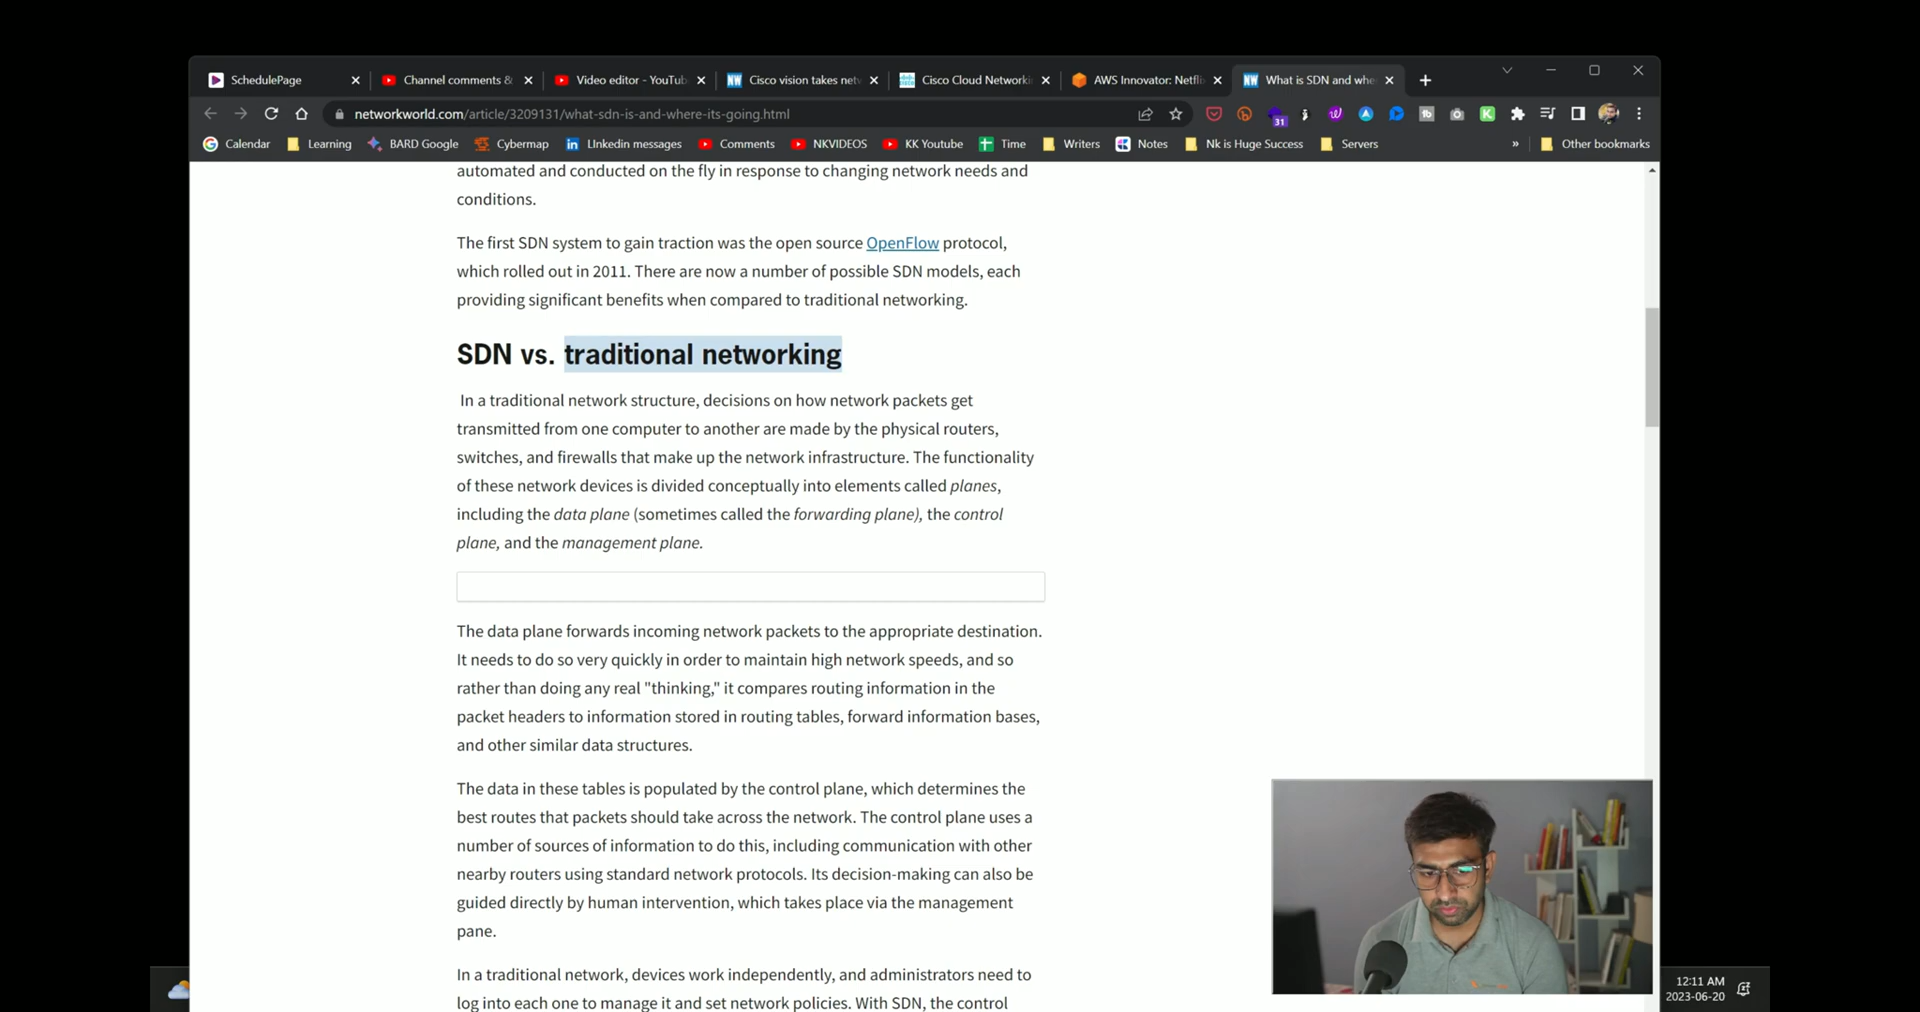 SchedulePage
Channel comments &
Video editor - YouTub
Cisco vision takes net
Cisco Cloud Networki
AWS Innovator: Netfli
What is SDN and whe
networkworld.com/article/3209131/what-sdn-is-and-where-its-going.html
31
Calendar
Learning
BARD Google
Cybermap
LInkedin messages
Comments
NKVIDEOS
KK Youtube
Time
Writers
Notes
Nk is Huge Success
Servers
»
Other bookmarks
automated and conducted on the fly in response to changing network needs and
conditions.
The first SDN system to gain traction was the open source OpenFlow protocol,
which rolled out in 2011. There are now a number of possible SDN models, each
providing significant benefits when compared to traditional networking.
SDN vs. traditional networking
In a traditional network structure, decisions on how network packets get
transmitted from one computer to another are made by the physical routers,
switches, and firewalls that make up the network infrastructure. The functionality
of these network devices is divided conceptually into elements called planes,
including the data plane (sometimes called the forwarding plane), the control
plane, and the management plane.
The data plane forwards incoming network packets to the appropriate destination.
It needs to do so very quickly in order to maintain high network speeds, and so
rather than doing any real "thinking," it compares routing information in the
packet headers to information stored in routing tables, forward information bases,
and other similar data structures.
The data in these tables is populated by the control plane, which determines the
best routes that packets should take across the network. The control plane uses a
number of sources of information to do this, including communication with other
nearby routers using standard network protocols. Its decision-making can also be
guided directly by human intervention, which takes place via the management
pane.
In a traditional network, devices work independently, and administrators need to
log into each one to manage it and set network policies. With SDN, the control
12:11 AM
2023-06-20